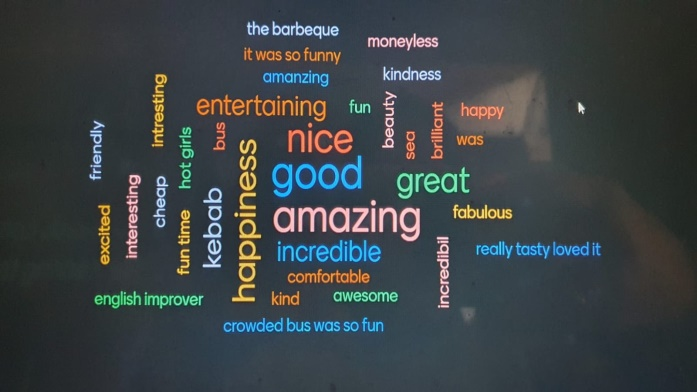 the barbeque
moneyless
it was so funny
amanzing
kindness
intresting
entertaining
fun
beauty
sea
brilliant
happy
was
friendly
hot girls
bus
nice
happiness
good
great
excited
interesting
cheap
fun time
kebab
amazing
fabulous
incredible
incredibil
really tasty loved it
comfortable
english improver
kind
awesome
crowded bus was so fun